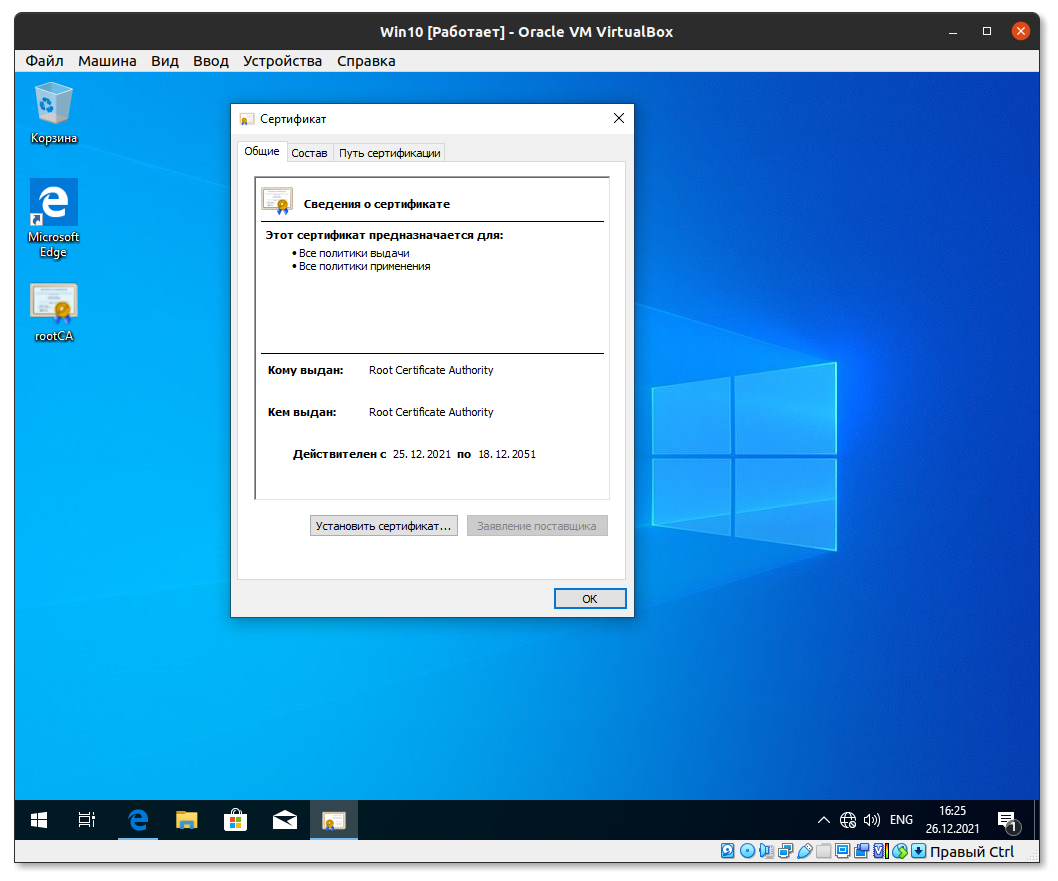 Win10 [Работает] - Oracle VM VirtualBox
Файл Машина Вид Ввод Устройства Справка
Корзина
Microsoft
Edge
rootCA
Сертификат
Общие Состав Путь сертификации
Сведения о сертификате
Этот сертификат предназначается для:
• Все политики выдачи
• Все политики применения
Кому выдан: Root Certificate Authority
Кем выдан: Root Certificate Authority
Действителен с 25.12.2021 по 18.12.2051
Установить сертификат... Заявление поставщика
ОК
ENG
16:25
26.12.2021
1
Правый Ctrl